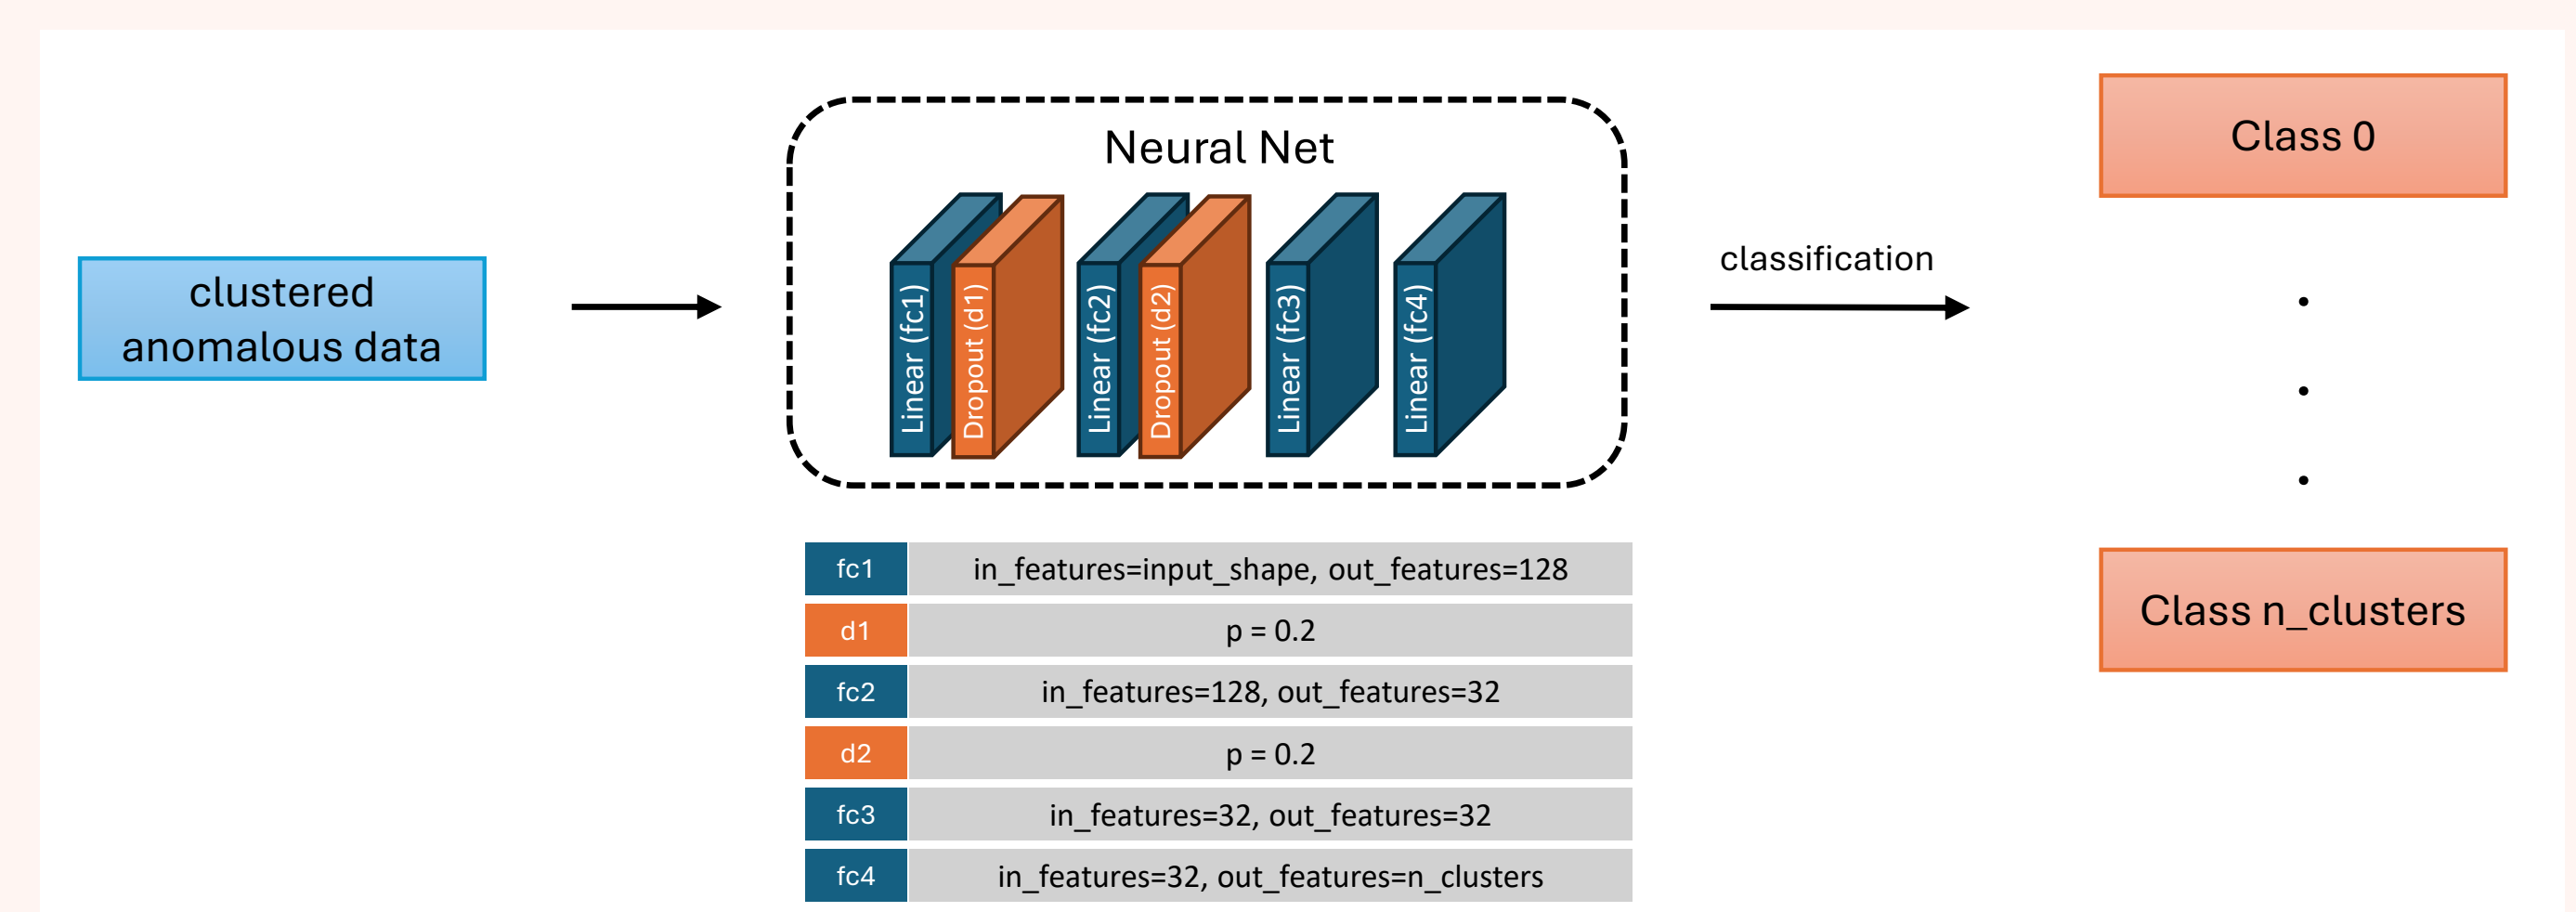 clustered
anomalous data
Neural Net
Linear (fc1)
Dropout (d1)
Linear (fc2)
Dropout (d2)
Linear (fc3)
Linear (fc4)
fc1 in_features=input_shape, out_features=128
d1 p = 0.2
fc2 in_features=128, out_features=32
d2 p = 0.2
fc3 in_features=32, out_features=32
fc4 in_features=32, out_features=n_clusters
classification
Class 0
.
.
.
Class n_clusters